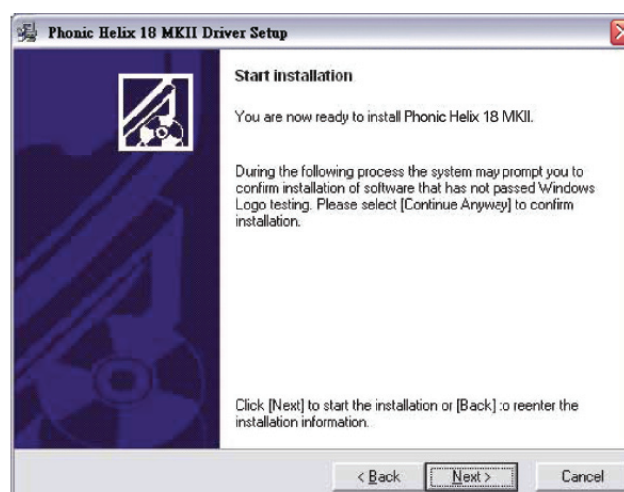 Phonic Helix 18 MKII Driver Setup
Start installation
You are now ready to install Phonic Helix 18 MKII.
During the following process the system may prompt you to
confirm installation of software that has not passed Windows
Logo testing. Please select [Continue Anyway] to confirm
installation.
Click [Next] to start the installation or [Back] :o reenter the
installation information.
< Back
Next >
Cancel